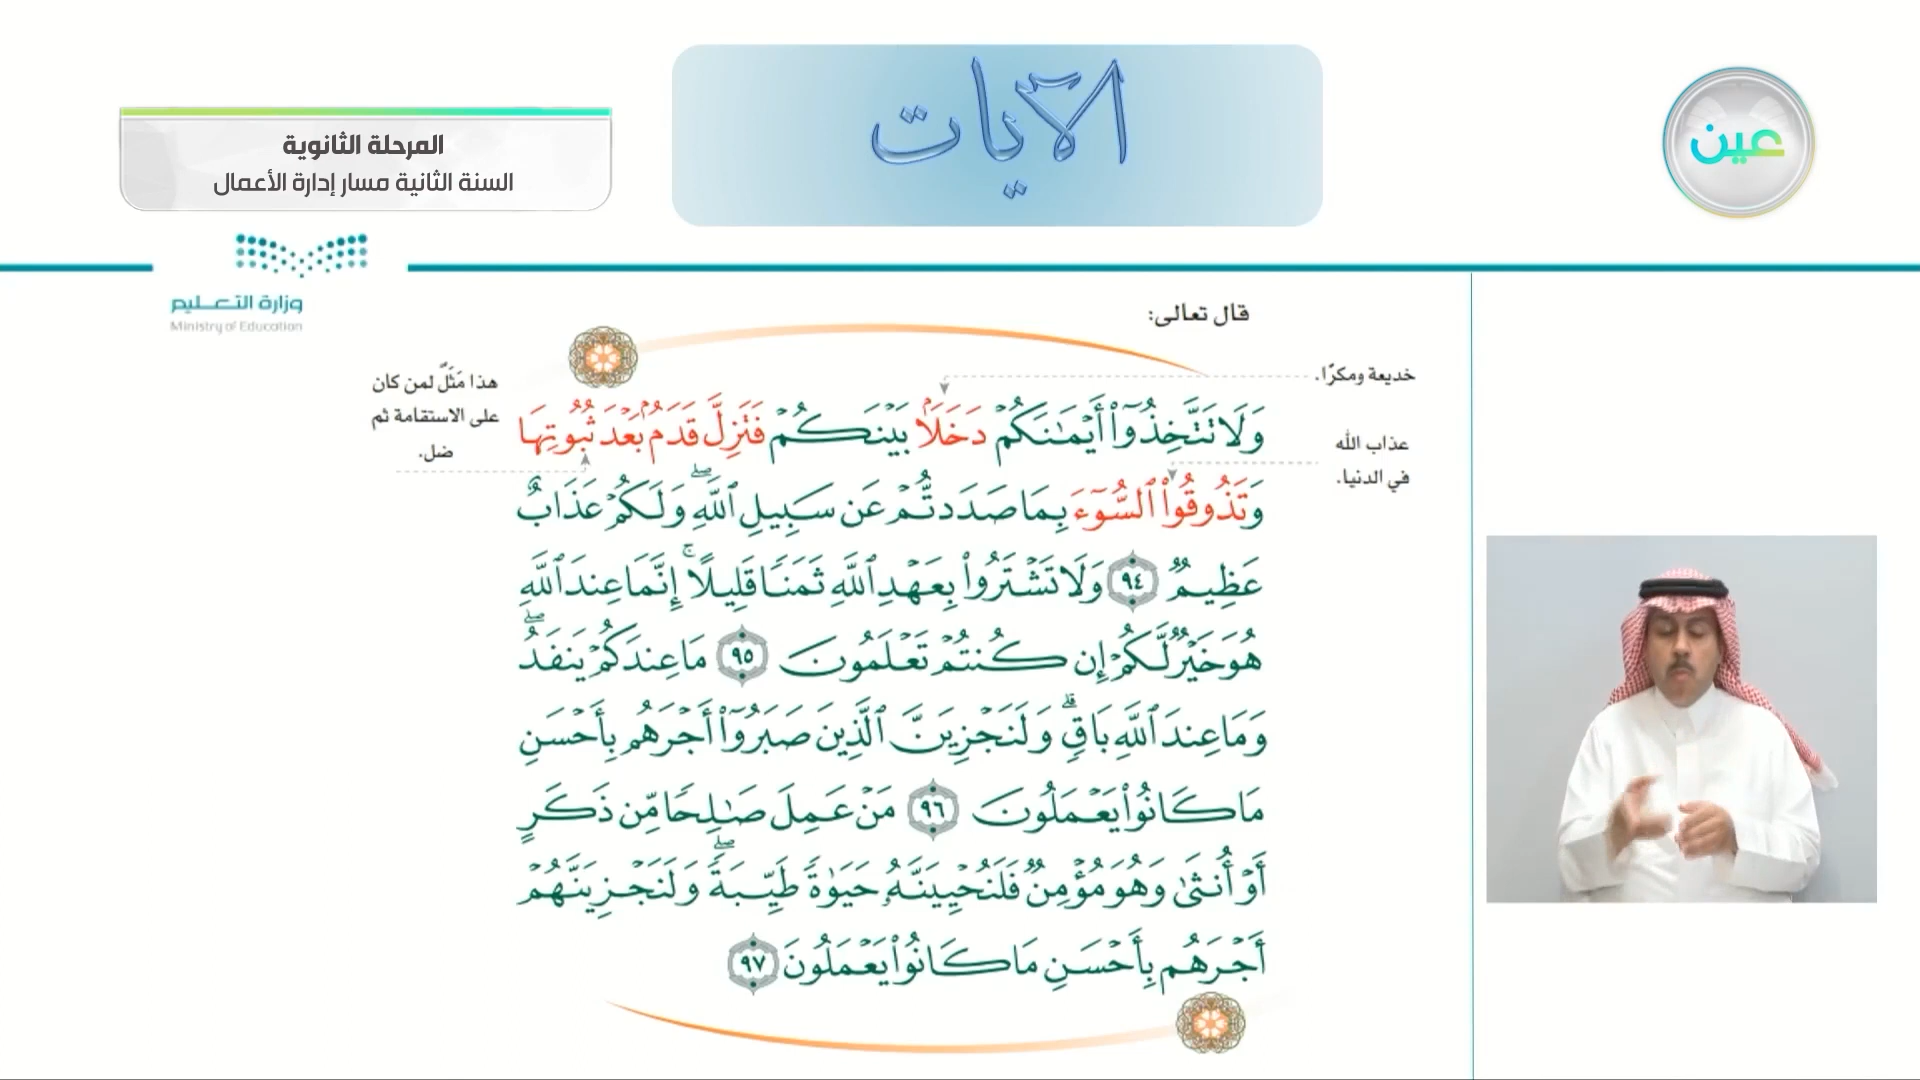 الآيات
عين
المرحلة الثانوية
السنة الثانية مسار إدارة الأعمال
وزارة التعليم
Ministry of Education
قال تعالى:
خديعة ومكرًا.
عذاب الله
في الدنيا.
هذا مَثَلٌ لمن كان
على الاستقامة ثم
ضل.
وَلَا تَتَّخِذُوٓا۟ أَيْمَٰنَكُمْ دَخَلًۢا بَيْنَكُمْ فَتَزِلَّ قَدَمٌۢ بَعْدَ ثُبُوتِهَا
وَتَذُوقُوا۟ ٱلسُّوٓءَ بِمَا صَدَدتُّمْ عَن سَبِيلِ ٱللَّهِ ۖ وَلَكُمْ عَذَابٌ
عَظِيمٌ ٩٤ وَلَا تَشْتَرُوا۟ بِعَهْدِ ٱللَّهِ ثَمَنًا قَلِيلًا ۚ إِنَّمَا عِندَ ٱللَّهِ
هُوَ خَيْرٌ لَّكُمْ إِن كُنتُمْ تَعْلَمُونَ ٩٥ مَا عِندَكُمْ يَنفَدُ ۖ
وَمَا عِندَ ٱللَّهِ بَاقٍ ۗ وَلَنَجْزِيَنَّ ٱلَّذِينَ صَبَرُوٓا۟ أَجْرَهُم بِأَحْسَنِ
مَا كَانُوا۟ يَعْمَلُونَ ٩٦ مَنْ عَمِلَ صَٰلِحًا مِّن ذَكَرٍ
أَوْ أُنثَىٰ وَهُوَ مُؤْمِنٌ فَلَنُحْيِيَنَّهُۥ حَيَوٰةً طَيِّبَةً ۖ وَلَنَجْزِيَنَّهُمْ
أَجْرَهُم بِأَحْسَنِ مَا كَانُوا۟ يَعْمَلُونَ ٩٧